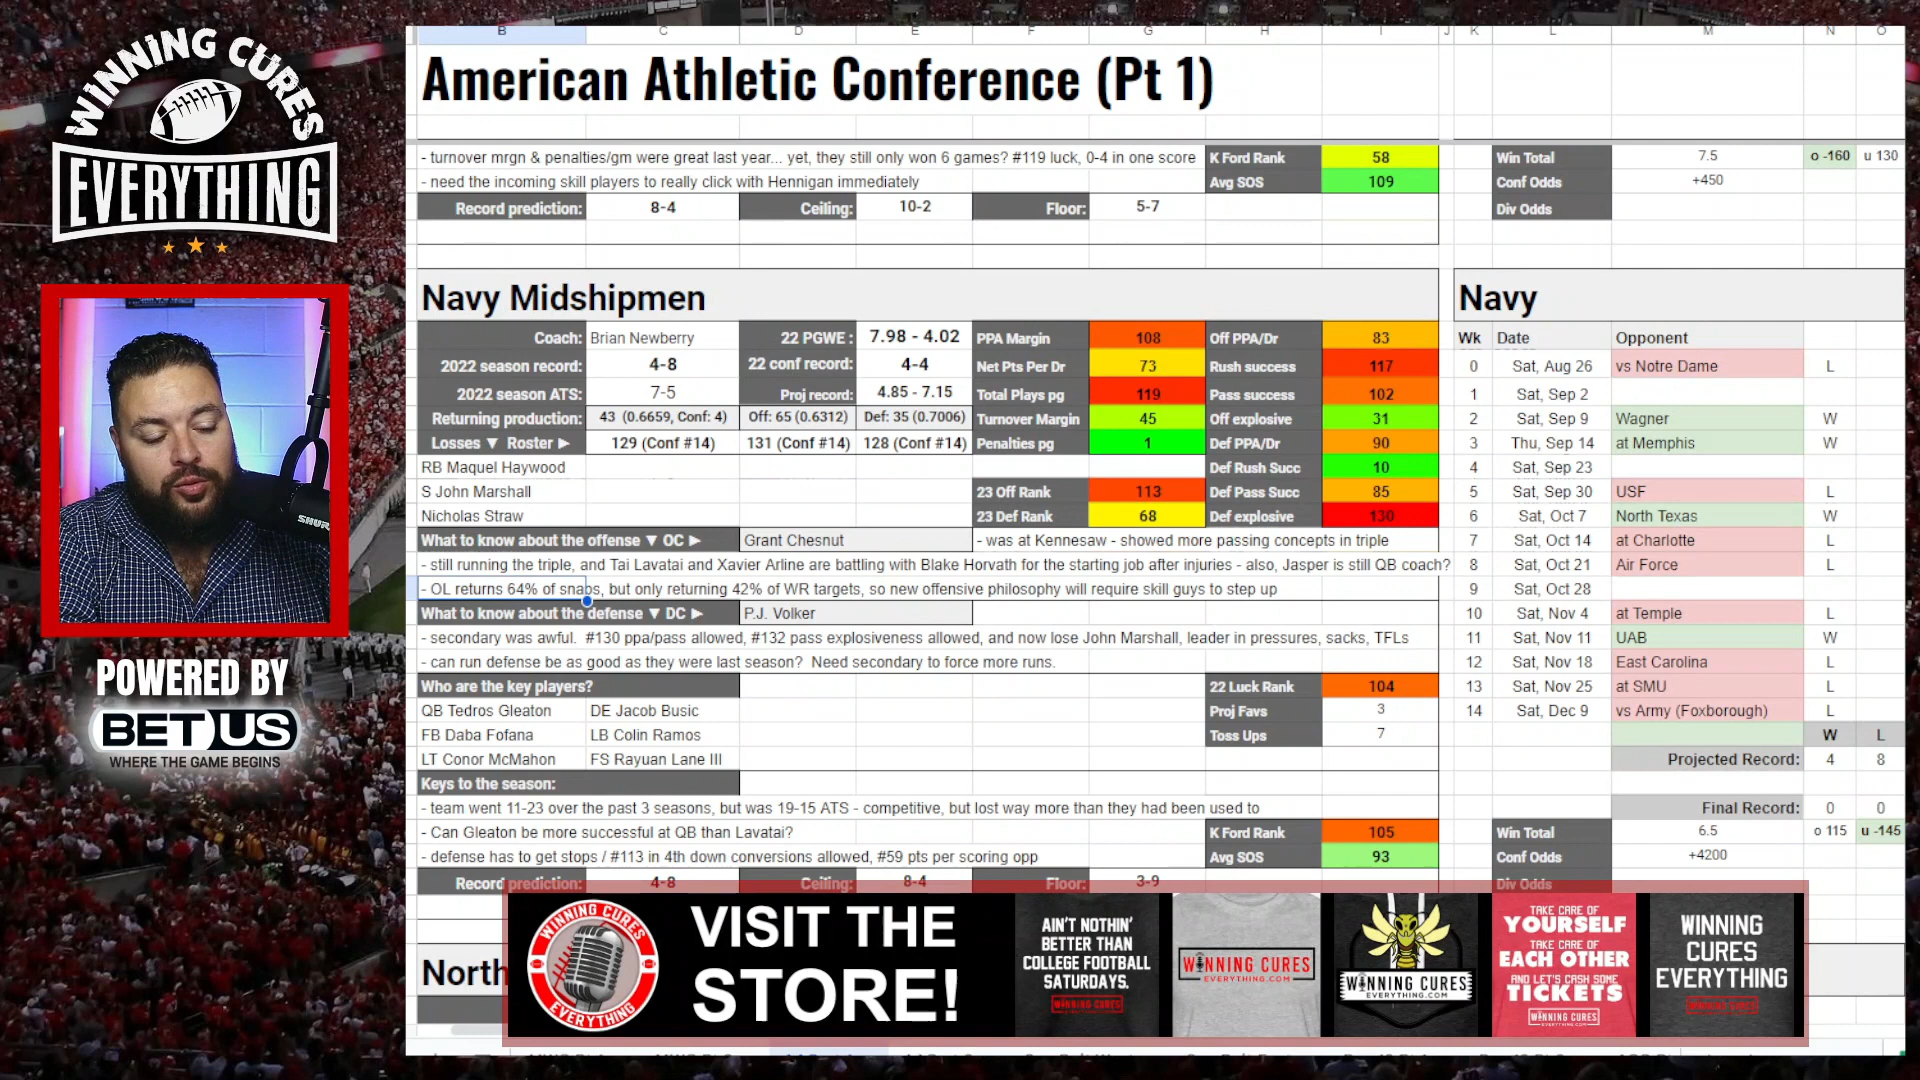 WINNING CURES
EVERYTHING
POWERED BY
BETUS
WHERE THE GAME BEGINS
SHURE
B C D E F G H I J K L M N O
American Athletic Conference (Pt 1)
- turnover mrgn & penalties/gm were great last year... yet, they still only won 6 games? #119 luck, 0-4 in one score K Ford Rank 58 Win Total 7.5 o -160 u 130
- need the incoming skill players to really click with Hennigan immediately Avg SOS 109 Conf Odds +450
Record prediction: 8-4 Ceiling: 10-2 Floor: 5-7 Div Odds
Navy Midshipmen Navy
Coach: Brian Newberry 22 PGWE : 7.98 - 4.02 PPA Margin 108 Off PPA/Dr 83 Wk Date Opponent
2022 season record: 4-8 22 conf record: 4-4 Net Pts Per Dr 73 Rush success 117 0 Sat, Aug 26 vs Notre Dame L
2022 season ATS: 7-5 Proj record: 4.85 - 7.15 Total Plays pg 119 Pass success 102 1 Sat, Sep 2
Returning production: 43 (0.6659, Conf: 4) Off: 65 (0.6312) Def: 35 (0.7006) Turnover Margin 45 Off explosive 31 2 Sat, Sep 9 Wagner W
Losses ▼ Roster ► 129 (Conf #14) 131 (Conf #14) 128 (Conf #14) Penalties pg 1 Def PPA/Dr 90 3 Thu, Sep 14 at Memphis W
RB Maquel Haywood Def Rush Succ 10 4 Sat, Sep 23
S John Marshall 23 Off Rank 113 Def Pass Succ 85 5 Sat, Sep 30 USF L
Nicholas Straw 23 Def Rank 68 Def explosive 130 6 Sat, Oct 7 North Texas W
What to know about the offense ▼ OC ► Grant Chesnut - was at Kennesaw - showed more passing concepts in triple 7 Sat, Oct 14 at Charlotte L
- still running the triple, and Tai Lavatai and Xavier Arline are battling with Blake Horvath for the starting job after injuries - also, Jasper is still QB coach? 8 Sat, Oct 21 Air Force L
- OL returns 64% of snaps, but only returning 42% of WR targets, so new offensive philosophy will require skill guys to step up 9 Sat, Oct 28
What to know about the defense ▼ DC ► P.J. Volker 10 Sat, Nov 4 at Temple L
- secondary was awful. #130 ppa/pass allowed, #132 pass explosiveness allowed, and now lose John Marshall, leader in pressures, sacks, TFLs 11 Sat, Nov 11 UAB W
- can run defense be as good as they were last season? Need secondary to force more runs. 12 Sat, Nov 18 East Carolina L
Who are the key players? 22 Luck Rank 104 13 Sat, Nov 25 at SMU L
QB Tedros Gleaton DE Jacob Busic Proj Favs 3 14 Sat, Dec 9 vs Army (Foxborough) L
FB Daba Fofana LB Colin Ramos Toss Ups 7 W L
LT Conor McMahon FS Rayuan Lane III Projected Record: 4 8
Keys to the season:
- team went 11-23 over the past 3 seasons, but was 19-15 ATS - competitive, but lost way more than they had been used to Final Record: 0 0
- Can Gleaton be more successful at QB than Lavatai? K Ford Rank 105 Win Total 6.5 o 115 u -145
- defense has to get stops / #113 in 4th down conversions allowed, #59 pts per scoring opp Avg SOS 93 Conf Odds +4200
Record prediction: 4-8 Ceiling: 8-4 Floor: 3-9 Div Odds
North
WINNING CURES
EVERYTHING
VISIT THE
STORE!
AIN'T NOTHIN'
BETTER THAN
COLLEGE FOOTBALL
SATURDAYS.
WINNING CURES
WINNING CURES
EVERYTHING.COM
WINNING CURES
EVERYTHING.COM
TAKE CARE OF
YOURSELF
TAKE CARE OF
EACH OTHER
AND LET'S CASH SOME
TICKETS
WINNING CURES
WINNING
CURES
EVERYTHING
WINNING CURES